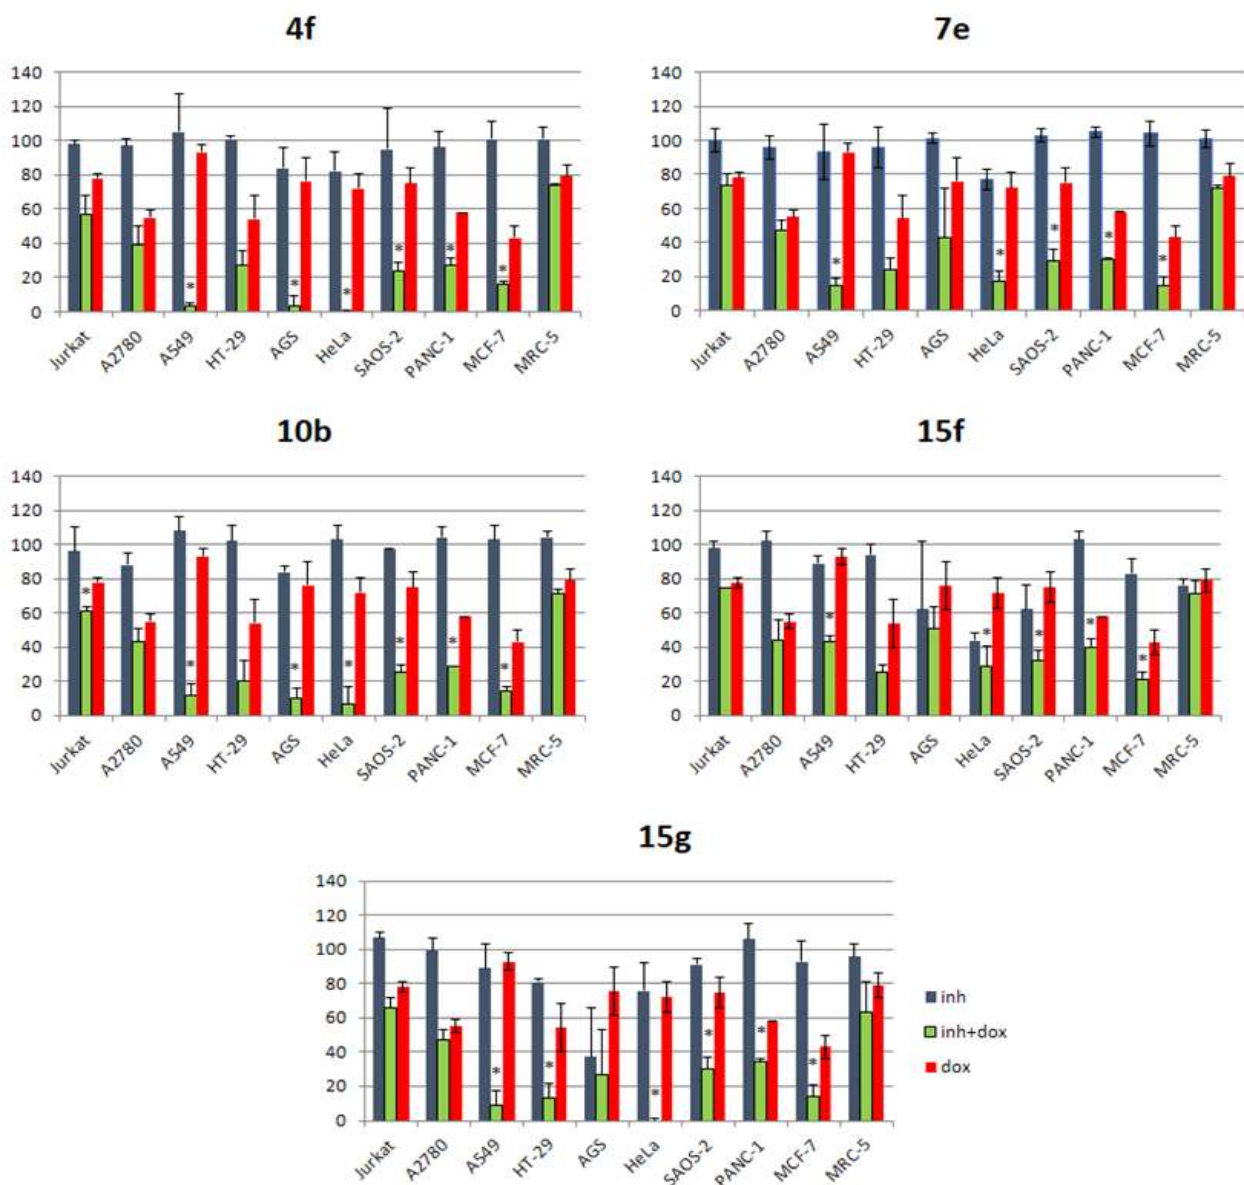 4f
7e
140
120
100
80
60
40
20
0
*
*
*
*
*
*
Jurkat
A2780
A549
HT-29
AGS
HeLa
SAOS-2
PANC-1
MCF-7
MRC-5
140
120
100
80
60
40
20
0
*
*
*
*
*
Jurkat
A2780
A549
HT-29
AGS
HeLa
SAOS-2
PANC-1
MCF-7
MRC-5
10b
15f
140
120
100
80
60
40
20
0
*
*
*
*
*
*
*
Jurkat
A2780
A549
HT-29
AGS
HeLa
SAOS-2
PANC-1
MCF-7
MRC-5
140
120
100
80
60
40
20
0
*
*
*
*
*
Jurkat
A2780
A549
HT-29
AGS
HeLa
SAOS-2
PANC-1
MCF-7
MRC-5
15g
140
120
100
80
60
40
20
0
*
*
*
*
*
*
Jurkat
A2780
A549
HT-29
AGS
HeLa
SAOS-2
PANC-1
MCF-7
MRC-5
inh
inh+dox
dox